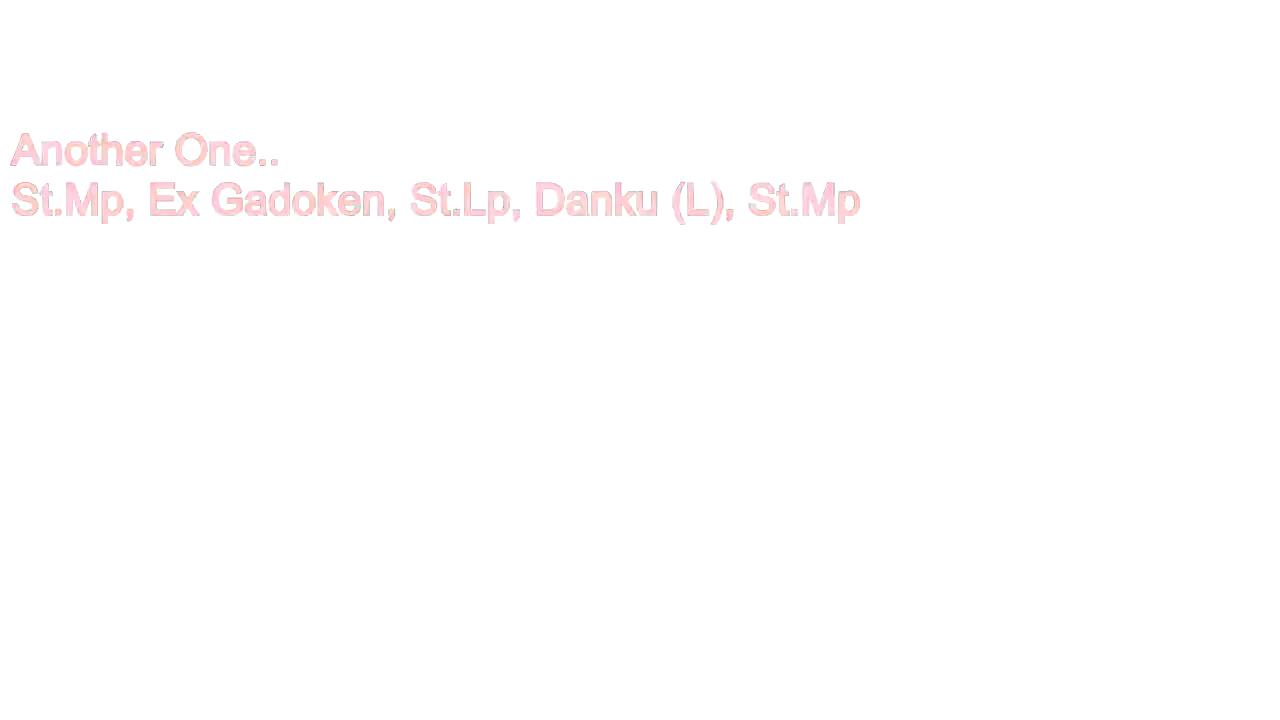 Another One..
St.Mp, Ex Gadoken, St.Lp, Danku (L), St.Mp